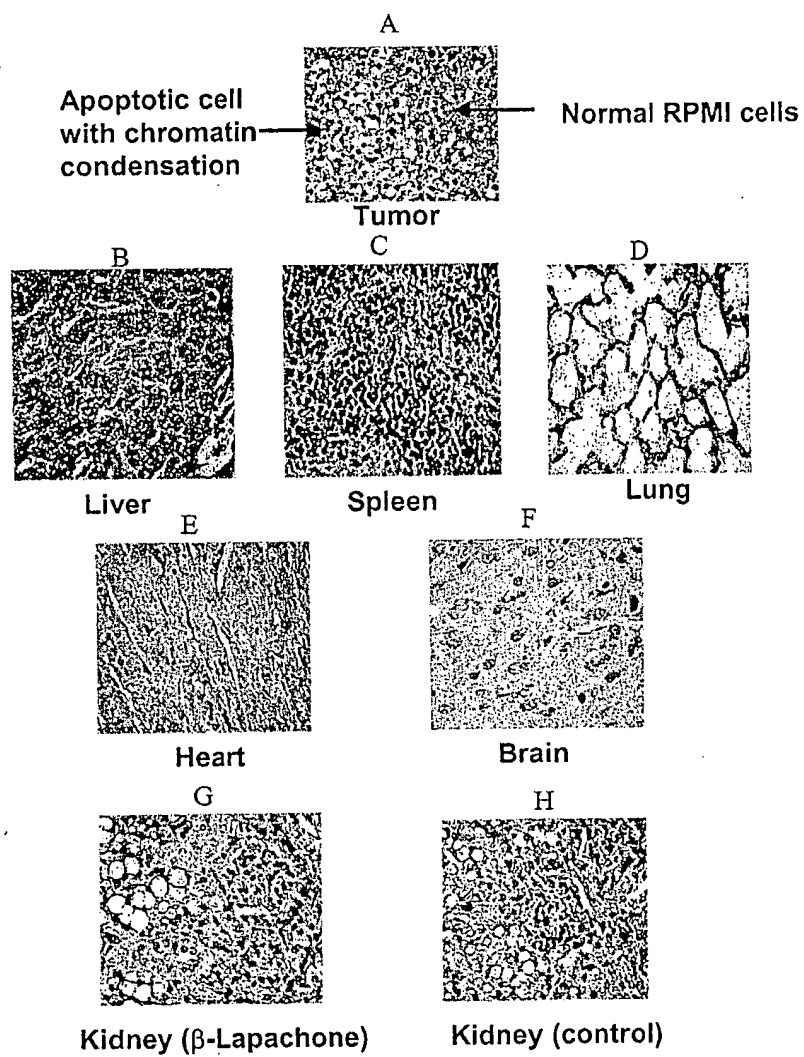 A
Apoptotic cell
with chromatin
condensation
Normal RPMI cells
Tumor
B
C
D
Liver
Spleen
Lung
E
F
Heart
Brain
G
H
Kidney (β-Lapachone)
Kidney (control)